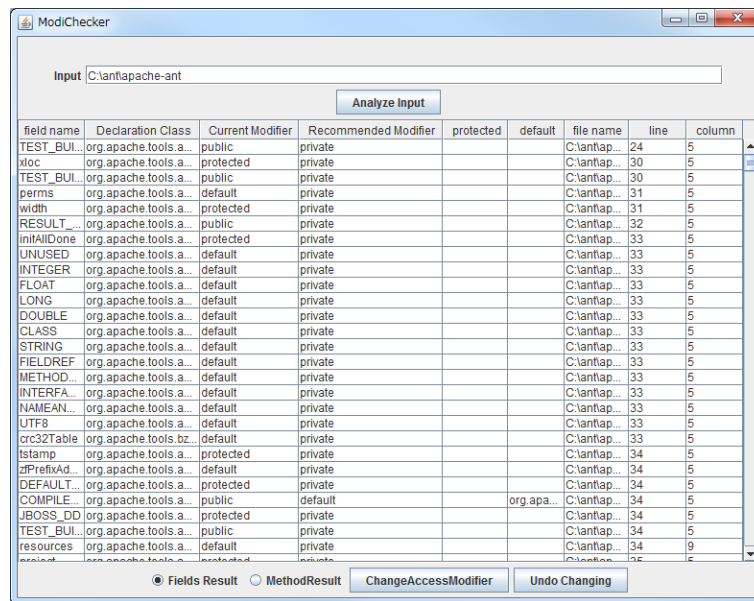 ModiChecker
Input C:\ant\apache-ant
Analyze Input
field name Declaration Class Current Modifier Recommended Modifier protected default file name line column
TEST_BUI... org.apache.tools.a... public private C:\ant\ap... 24 5
xloc org.apache.tools.a... protected private C:\ant\ap... 30 5
TEST_BUI... org.apache.tools.a... public private C:\ant\ap... 30 5
perms org.apache.tools.a... default private C:\ant\ap... 31 5
width org.apache.tools.a... protected private C:\ant\ap... 31 5
RESULT_... org.apache.tools.a... public private C:\ant\ap... 32 5
initAllDone org.apache.tools.a... protected private C:\ant\ap... 33 5
UNUSED org.apache.tools.a... default private C:\ant\ap... 33 5
INTEGER org.apache.tools.a... default private C:\ant\ap... 33 5
FLOAT org.apache.tools.a... default private C:\ant\ap... 33 5
LONG org.apache.tools.a... default private C:\ant\ap... 33 5
DOUBLE org.apache.tools.a... default private C:\ant\ap... 33 5
CLASS org.apache.tools.a... default private C:\ant\ap... 33 5
STRING org.apache.tools.a... default private C:\ant\ap... 33 5
FIELDREF org.apache.tools.a... default private C:\ant\ap... 33 5
METHOD... org.apache.tools.a... default private C:\ant\ap... 33 5
INTERFA... org.apache.tools.a... default private C:\ant\ap... 33 5
NAMEAN... org.apache.tools.a... default private C:\ant\ap... 33 5
UTF8 org.apache.tools.a... default private C:\ant\ap... 33 5
crc32Table org.apache.tools.bz... default private C:\ant\ap... 33 5
tstamp org.apache.tools.a... protected private C:\ant\ap... 34 5
zfPrefixAd... org.apache.tools.a... default private C:\ant\ap... 34 5
DEFAULT... org.apache.tools.a... protected private C:\ant\ap... 34 5
COMPILE... org.apache.tools.a... public default org.apa... C:\ant\ap... 34 5
JBOSS_DD org.apache.tools.a... protected private C:\ant\ap... 34 5
TEST_BUI... org.apache.tools.a... public private C:\ant\ap... 34 5
resources org.apache.tools.a... default private C:\ant\ap... 34 9
Fields Result MethodResult ChangeAccessModifier Undo Changing